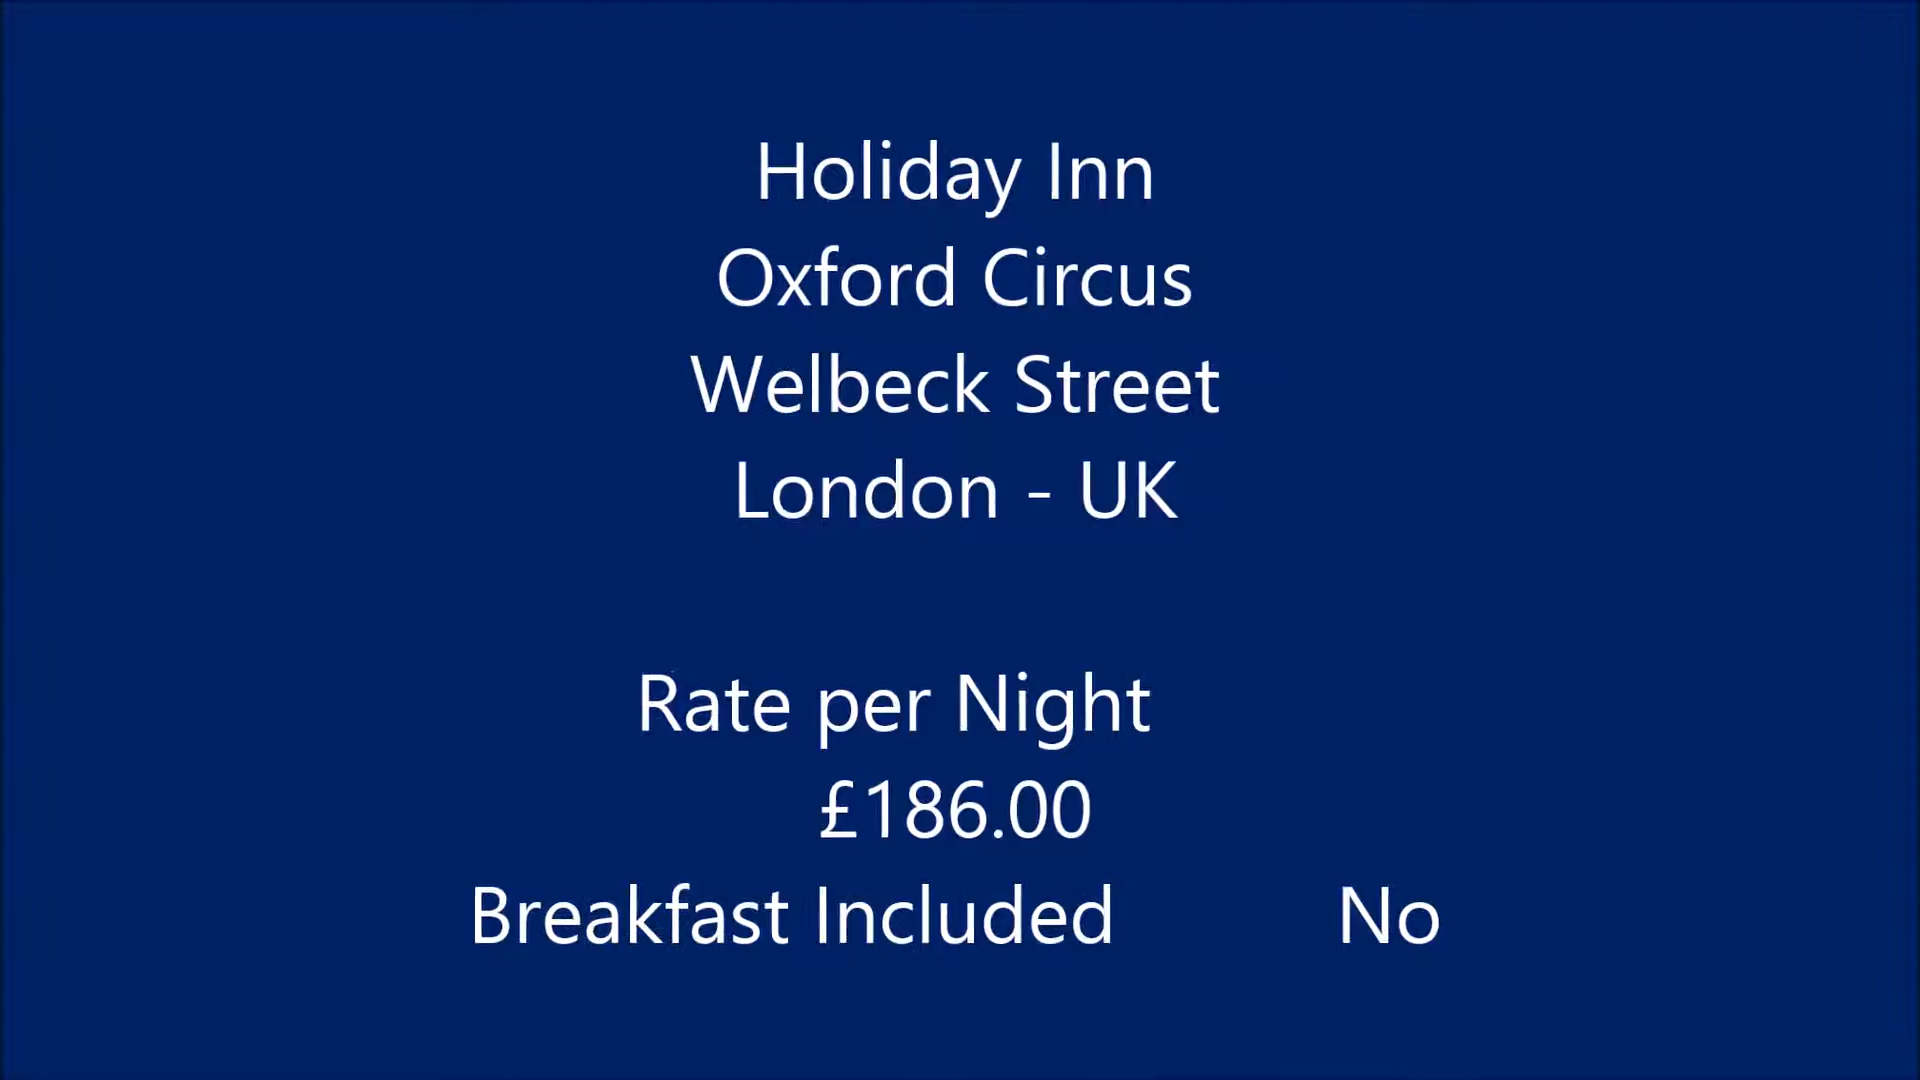 Holiday Inn
Oxford Circus
Welbeck Street
London - UK
Rate per Night
£186.00
Breakfast Included No